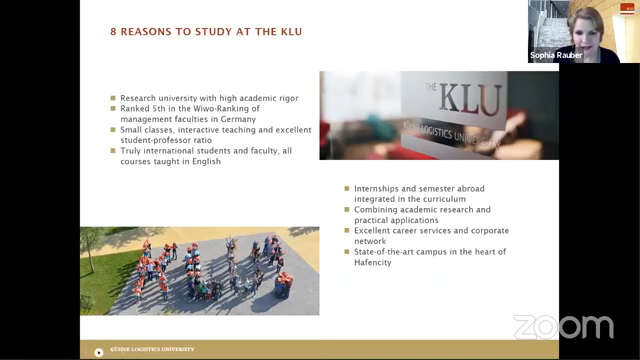 8 REASONS TO STUDY AT THE KLU
Sophia Rauber
Research university with high academic rigor
Ranked 5th in the Wiwo-Ranking of
management faculties in Germany
Small classes, interactive teaching and excellent
student-professor ratio
Truly international students and faculty, all
courses taught in English
THE
KLU
KÜHNE LOGISTICS UNIVERSITY
Internships and semester abroad
integrated in the curriculum
Combining academic research and
practical applications
Excellent career services and corporate
network
State-of-the-art campus in the heart of
Hafencity
zoom
KÜHNE LOGISTICS UNIVERSITY